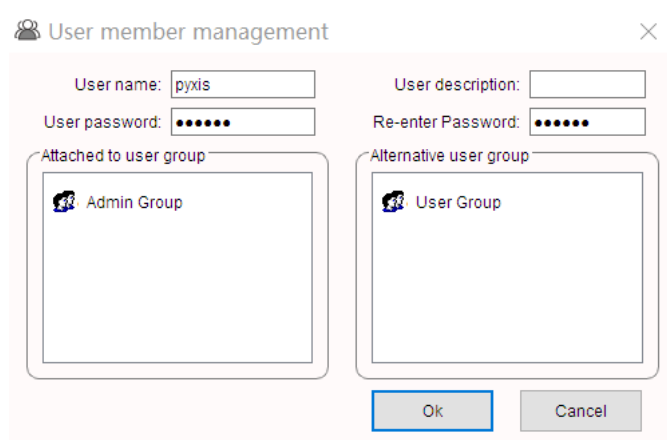 User member management
User name: pyxis User description:
User password: ●●●●●● Re-enter Password: ●●●●●●
Attached to user group Alternative user group
Admin Group User Group
Ok Cancel